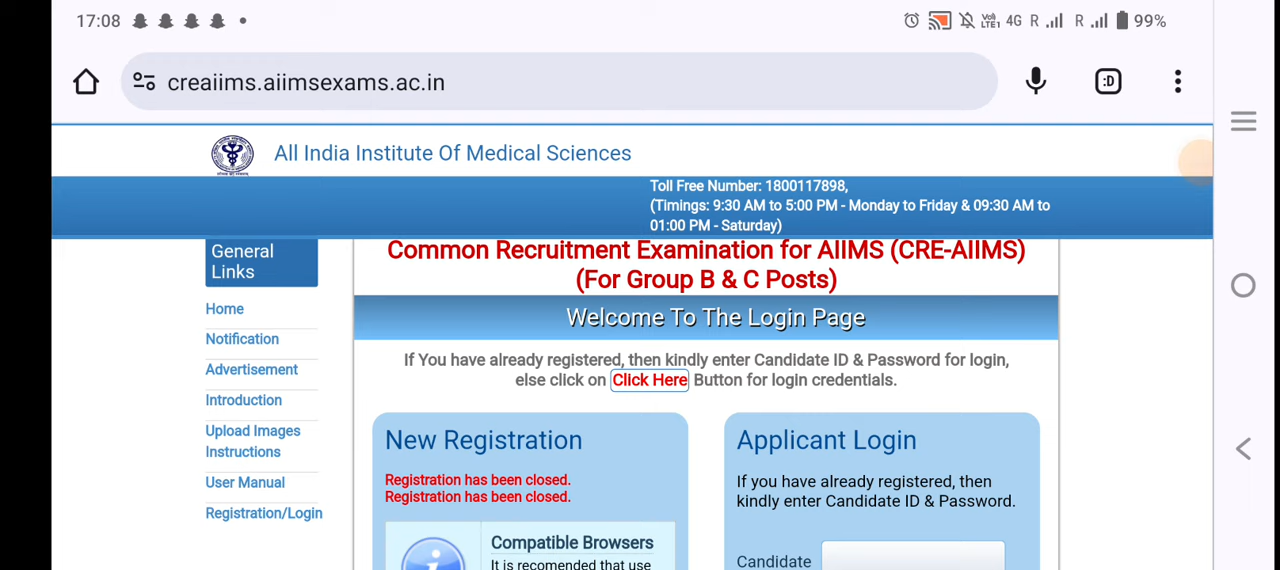 17:08
Vo)) LTE1 4G R R 99%
creaiims.aiimsexams.ac.in
:D
All India Institute Of Medical Sciences
Toll Free Number: 1800117898,
(Timings: 9:30 AM to 5:00 PM - Monday to Friday & 09:30 AM to
01:00 PM - Saturday)
General
Links
Home
Notification
Advertisement
Introduction
Upload Images
Instructions
User Manual
Registration/Login
Common Recruitment Examination for AIIMS (CRE-AIIMS)
(For Group B & C Posts)
Welcome To The Login Page
If You have already registered, then kindly enter Candidate ID & Password for login,
else click on Click Here Button for login credentials.
New Registration
Registration has been closed.
Registration has been closed.
Compatible Browsers
It is recomended that use
Applicant Login
If you have already registered, then
kindly enter Candidate ID & Password.
Candidate